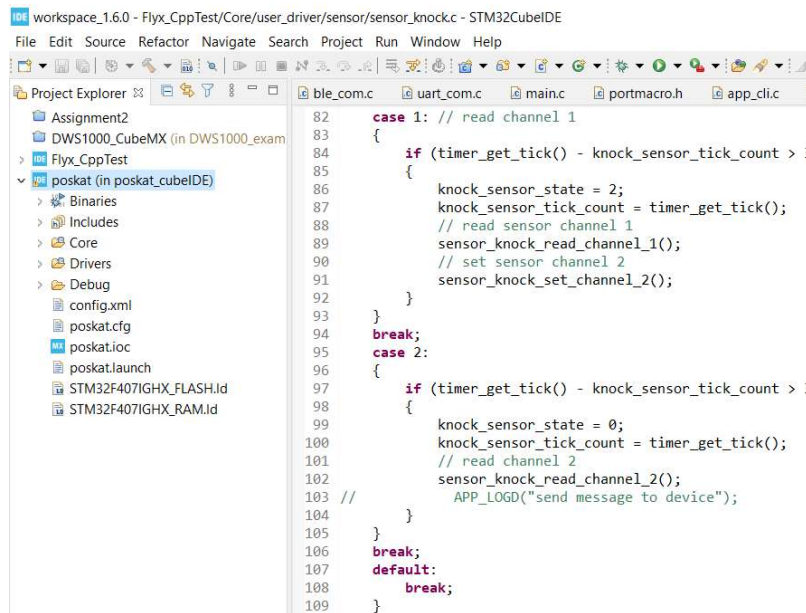 IDE workspace_1.6.0 - Flyx_CppTest/Core/user_driver/sensor/sensor_knock.c - STM32CubeIDE
File Edit Source Refactor Navigate Search Project Run Window Help
Project Explorer
Assignment2
DWS1000_CubeMX (in DWS1000_exam
IDE Flyx_CppTest
IDE poskat (in poskat_cubeIDE)
Binaries
Includes
Core
Drivers
Debug
config.xml
poskat.cfg
MX poskat.ioc
poskat.launch
STM32F407IGHX_FLASH.ld
STM32F407IGHX_RAM.ld
ble_com.c uart_com.c main.c portmacro.h app_cli.c
82 case 1: // read channel 1
83 {
84 if (timer_get_tick() - knock_sensor_tick_count >
85 {
86 knock_sensor_state = 2;
87 knock_sensor_tick_count = timer_get_tick();
88 // read sensor channel 1
89 sensor_knock_read_channel_1();
90 // set sensor channel 2
91 sensor_knock_set_channel_2();
92 }
93 }
94 break;
95 case 2:
96 {
97 if (timer_get_tick() - knock_sensor_tick_count >
98 {
99 knock_sensor_state = 0;
100 knock_sensor_tick_count = timer_get_tick();
101 // read channel 2
102 sensor_knock_read_channel_2();
103 // APP_LOGD("send message to device");
104 }
105 }
106 break;
107 default:
108 break;
109 }